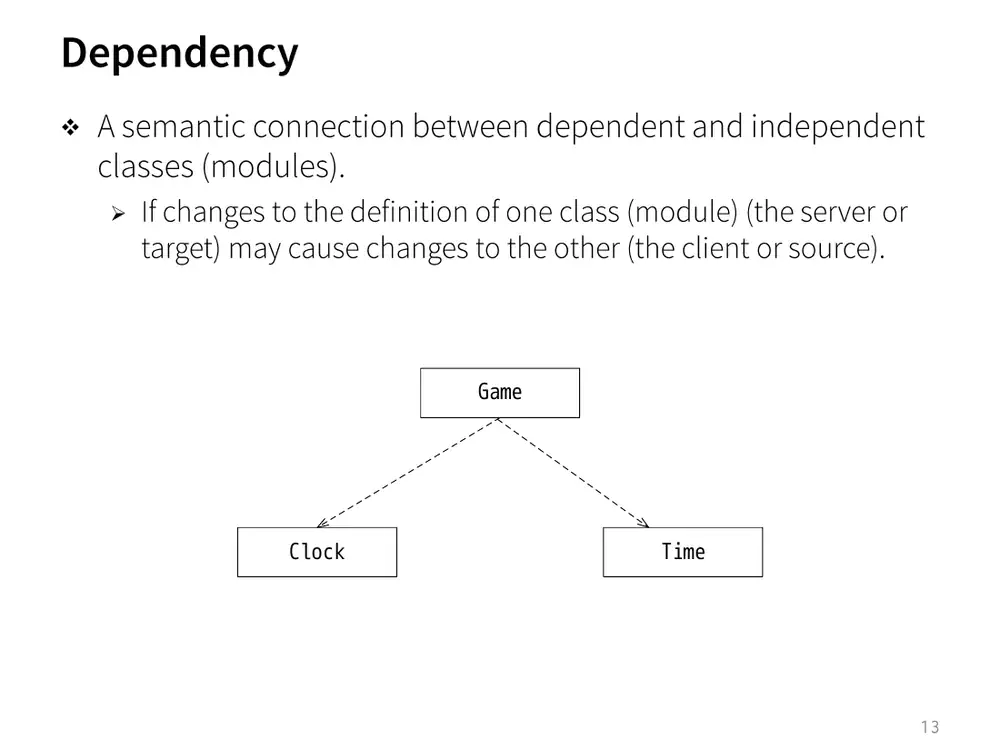 Dependency
❖ A semantic connection between dependent and independent
classes (modules).
➢ If changes to the definition of one class (module) (the server or
target) may cause changes to the other (the client or source).
Game
Clock
Time
13